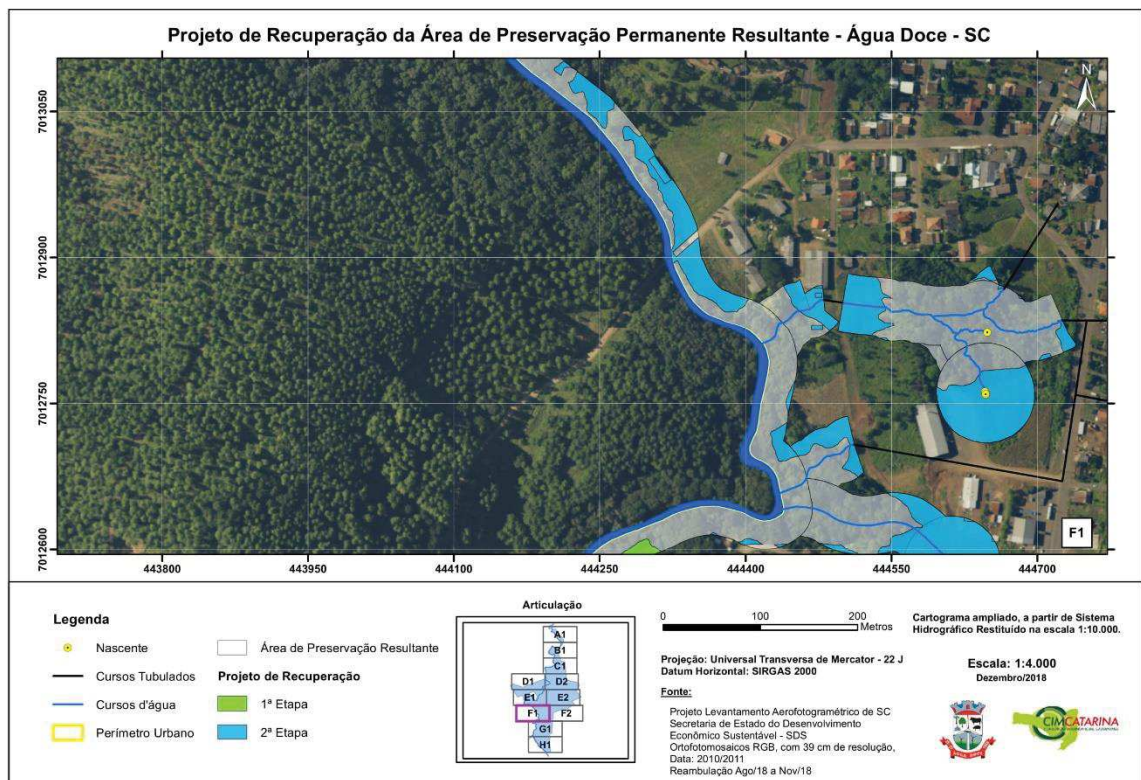 Projeto de Recuperação da Área de Preservação Permanente Resultante - Água Doce - SC
N
7013050
7012900
7012750
7012600
F1
443800
443950
444100
444250
444400
444550
444700
Legenda
Nascente
Cursos Tubulados
Cursos d'água
Perímetro Urbano
Área de Preservação Resultante
Projeto de Recuperação
1ª Etapa
2ª Etapa
Articulação
A1
B1
C1
D1
D2
E1
E2
F1
F2
G1
H1
0
100
200
Metros
Projeção: Universal Transversa de Mercator - 22 J
Datum Horizontal: SIRGAS 2000
Fonte:
Projeto Levantamento Aerofotogramétrico de SC
Secretaria de Estado do Desenvolvimento
Econômico Sustentável - SDS
Ortofotomosaicos RGB, com 39 cm de resolução,
Data: 2010/2011
Reambulação Ago/18 a Nov/18
Cartograma ampliado, a partir de Sistema
Hidrográfico Restituído na escala 1:10.000.
Escala: 1:4.000
Dezembro/2018
CIMCATARINA